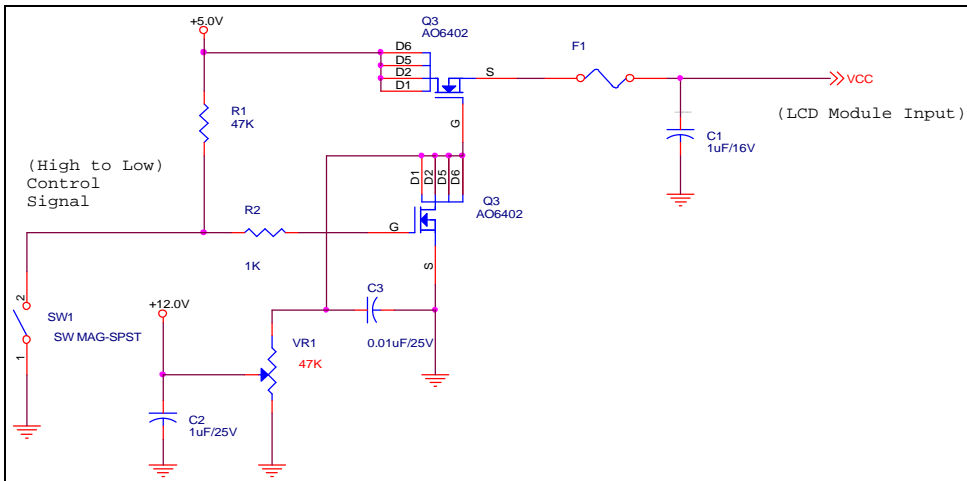 +5.0V
Q3
AO6402
D6
D5
D2
D1
S
G
F1
VCC
(LCD Module Input)
C1
1uF/16V
R1
47K
(High to Low)
Control
Signal
D1
D2
D5
D6
Q3
AO6402
R2
1K
G
S
2
SW1
SW MAG-SPST
1
+12.0V
C3
0.01uF/25V
VR1
47K
C2
1uF/25V